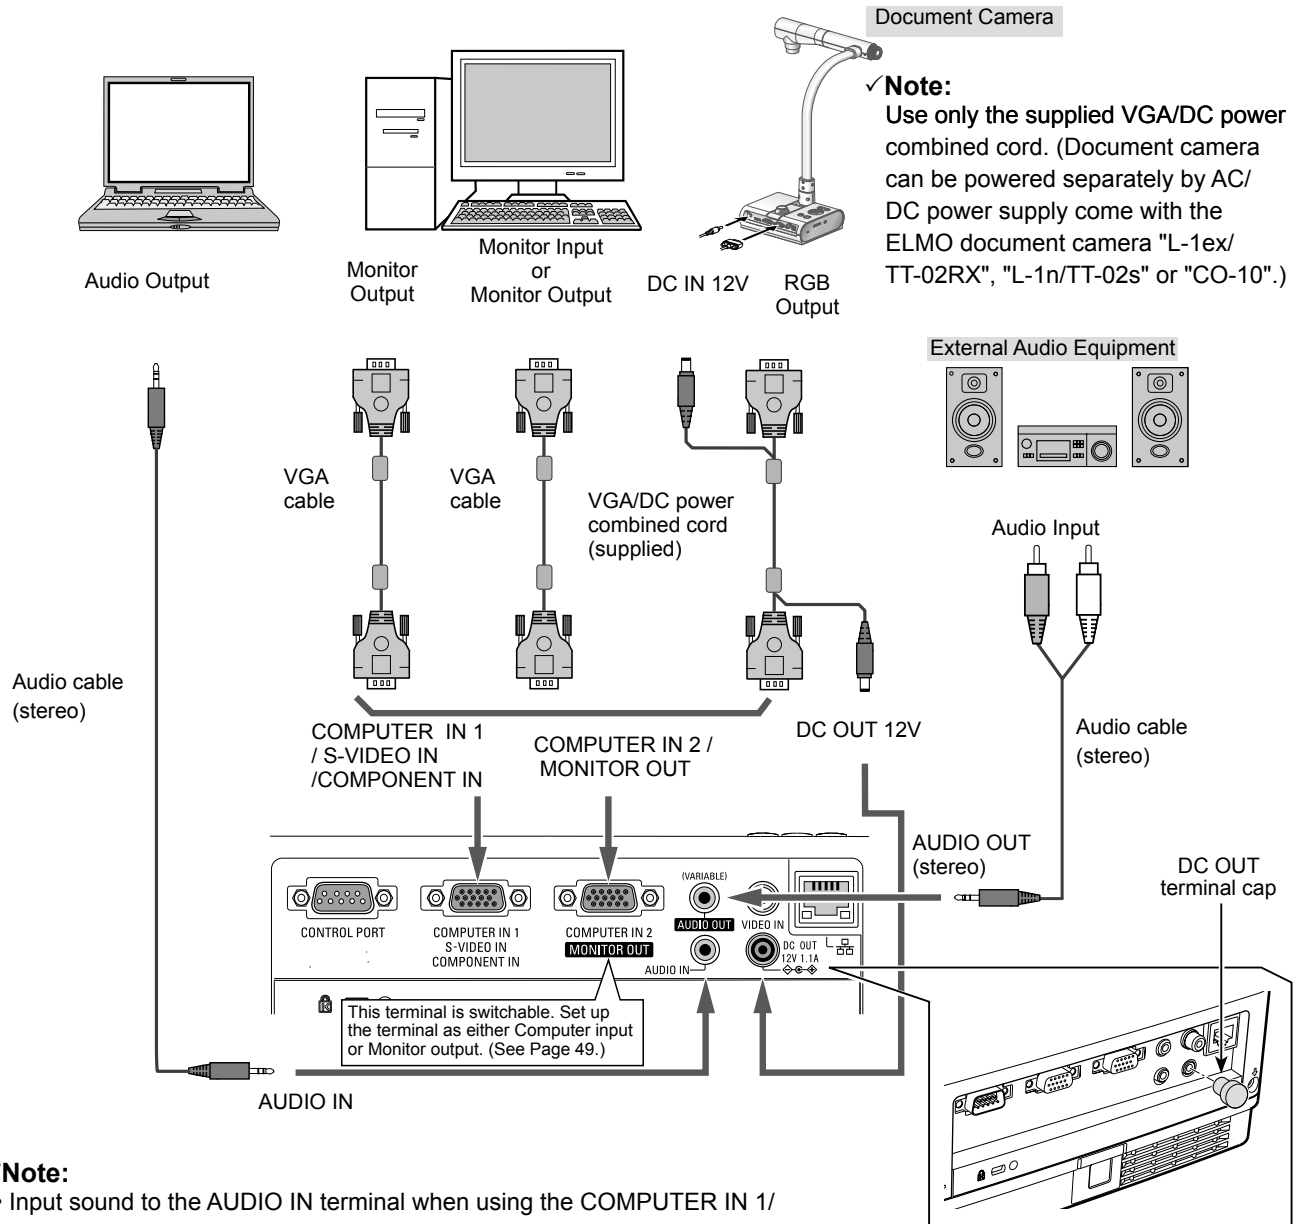 Document Camera
✓Note:
Use only the supplied VGA/DC power
combined cord. (Document camera
can be powered separately by AC/
DC power supply come with the
ELMO document camera "L-1ex/
TT-02RX", "L-1n/TT-02s" or "CO-10".)
Audio Output
Monitor
Output
Monitor Input
or
Monitor Output
DC IN 12V
RGB
Output
External Audio Equipment
VGA
cable
VGA
cable
VGA/DC power
combined cord
(supplied)
Audio Input
Audio cable
(stereo)
COMPUTER IN 1
/ S-VIDEO IN
/COMPONENT IN
COMPUTER IN 2 /
MONITOR OUT
DC OUT 12V
Audio cable
(stereo)
AUDIO OUT
(stereo)
DC OUT
terminal cap
(VARIABLE)
CONTROL PORT
COMPUTER IN 1
S-VIDEO IN
COMPONENT IN
COMPUTER IN 2
MONITOR OUT
AUDIO OUT
VIDEO IN
AUDIO IN
DC OUT
12V 1.1A
This terminal is switchable. Set up
the terminal as either Computer input
or Monitor output. (See Page 49.)
AUDIO IN
Note:
• Input sound to the AUDIO IN terminal when using the COMPUTER IN 1/